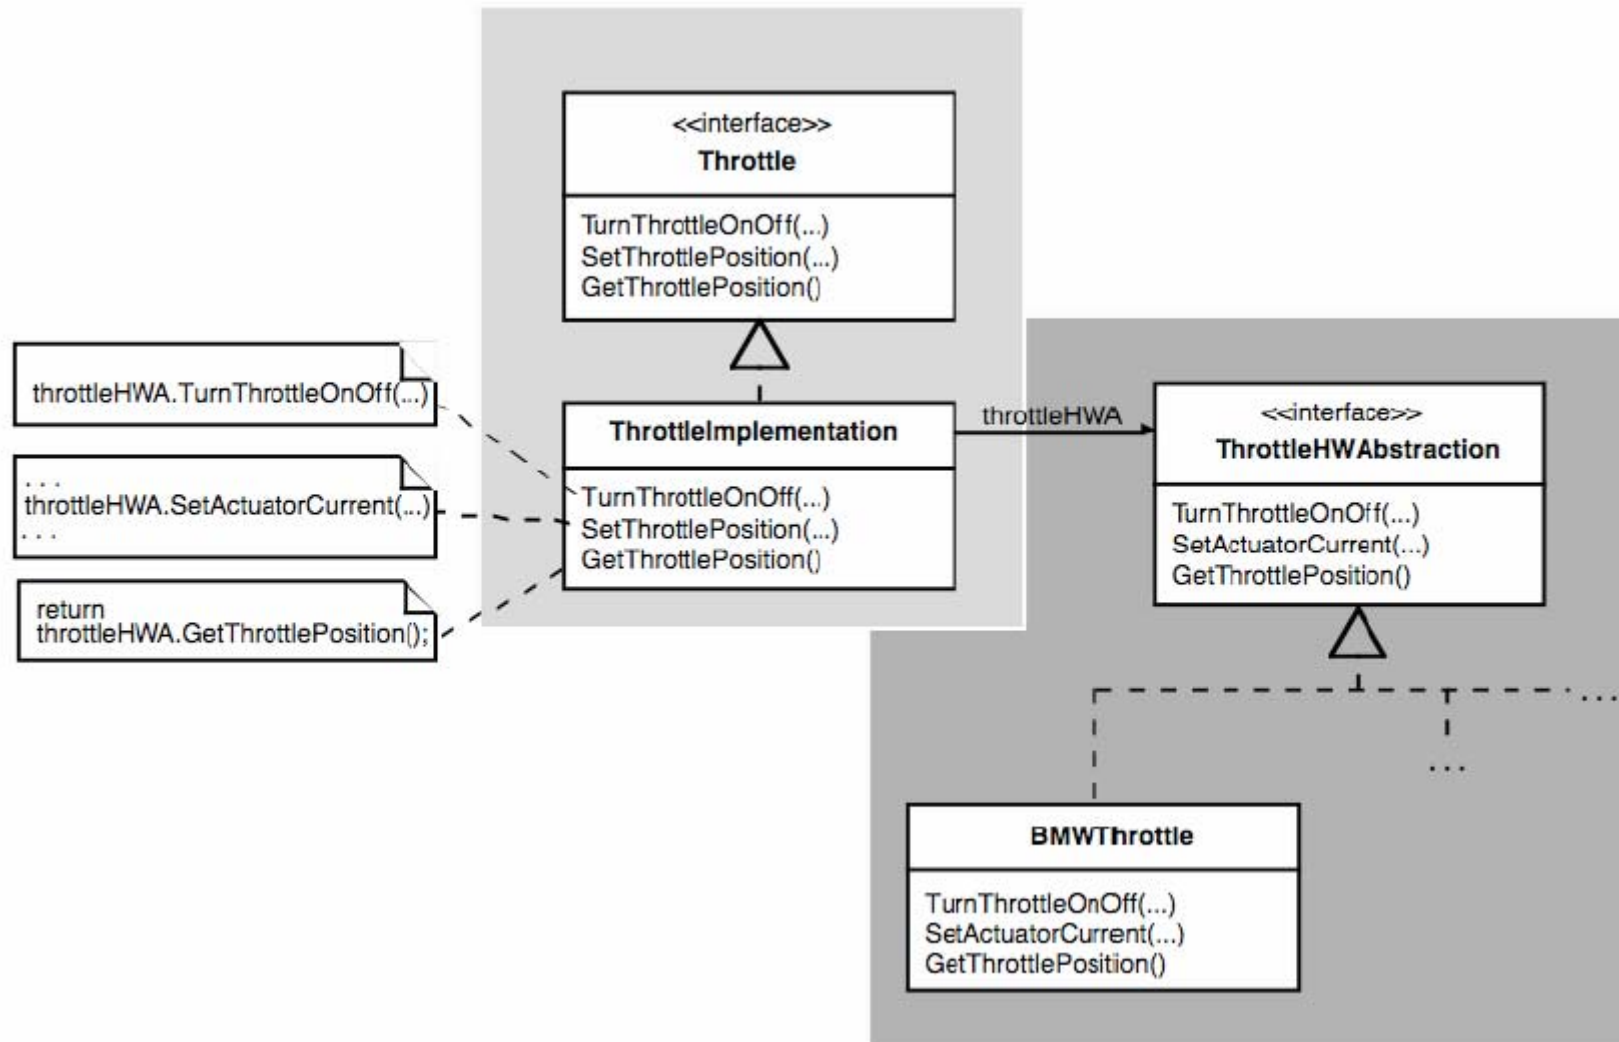 <<interface>>
Throttle
TurnThrottleOnOff(...)
SetThrottlePosition(...)
GetThrottlePosition()
throttleHWA.TurnThrottleOnOff(...)
. . .
throttleHWA.SetActuatorCurrent(...)
. . .
return
throttleHWA.GetThrottlePosition();
ThrottleImplementation
TurnThrottleOnOff(...)
SetThrottlePosition(...)
GetThrottlePosition()
throttleHWA
<<interface>>
ThrottleHWAbstraction
TurnThrottleOnOff(...)
SetActuatorCurrent(...)
GetThrottlePosition()
...
...
BMWThrottle
TurnThrottleOnOff(...)
SetActuatorCurrent(...)
GetThrottlePosition()